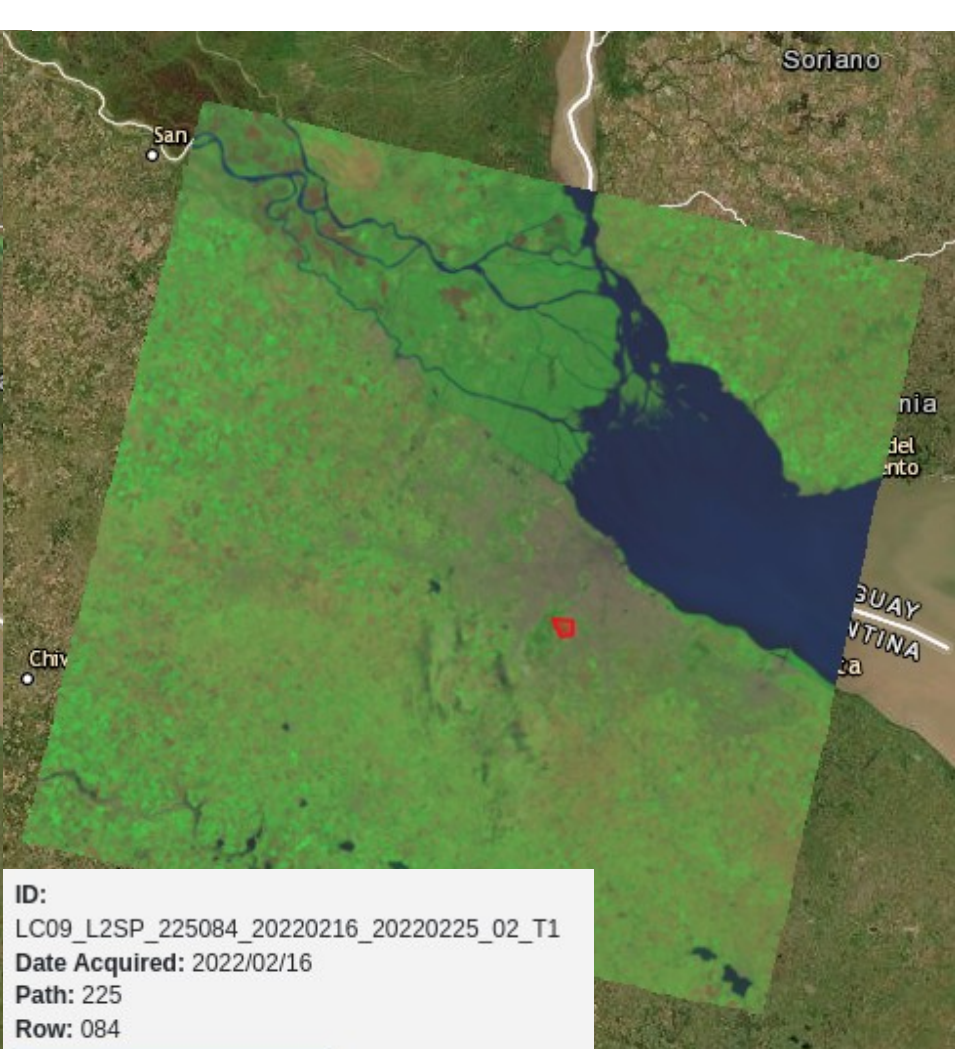 Soriano
San
nia
del
ento
GUAY
NTINA
Chiv
ca
ID:
LC09_L2SP_225084_20220216_20220225_02_T1
Date Acquired: 2022/02/16
Path: 225
Row: 084